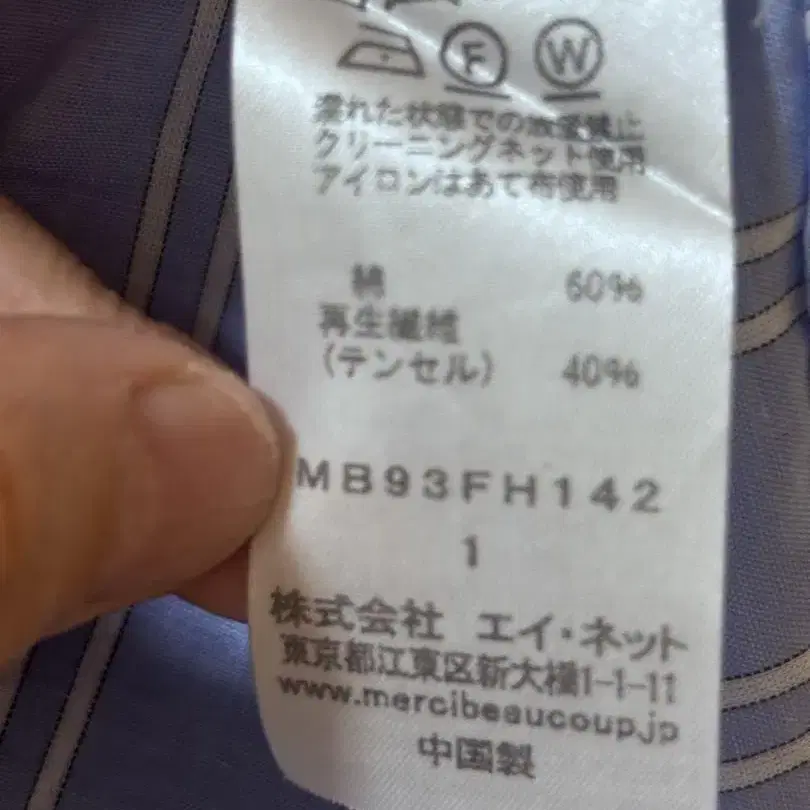 F W
濡れた状態での放置禁止
クリーニングネット使用
アイロンはあて布使用
綿 60%
再生繊維
(テンセル) 40%
MB93FH142
1
株式会社 エイ・ネット
東京都江東区新大橋1-1-11
www.mercibeaucoup.jp
中国製